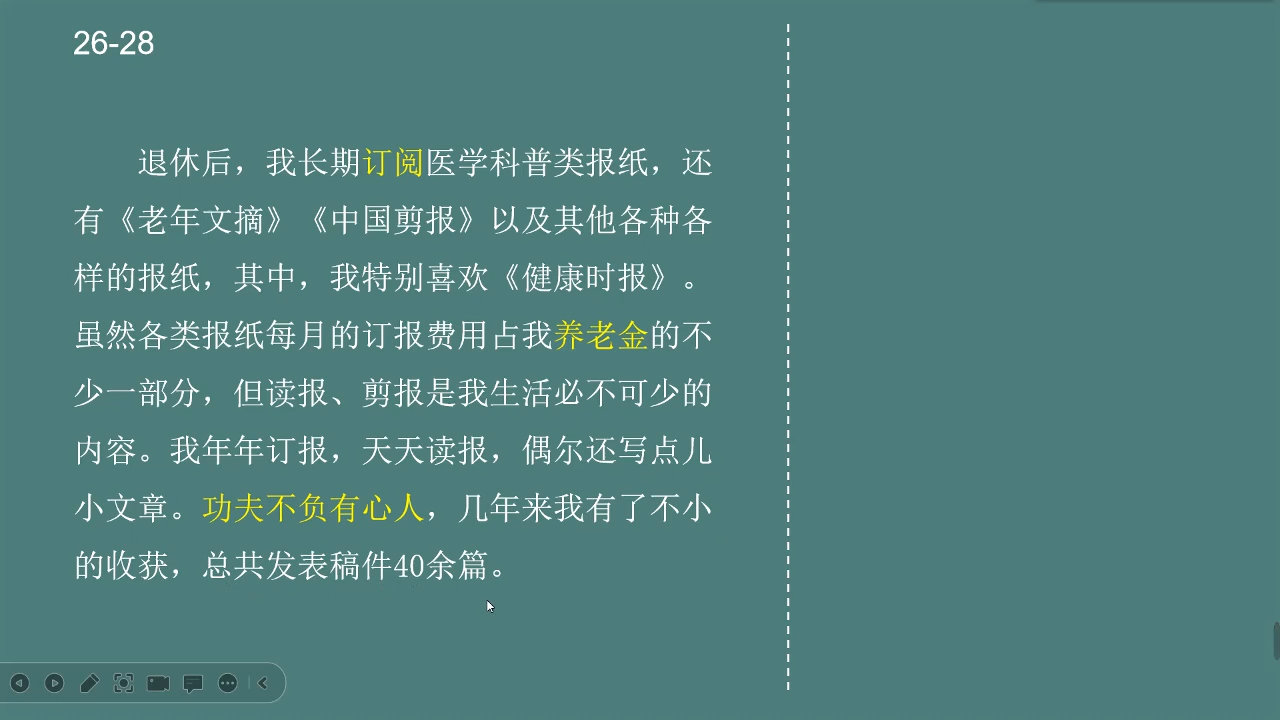 26-28
退休后，我长期订阅医学科普类报纸，还
有《老年文摘》《中国剪报》以及其他各种各
样的报纸，其中，我特别喜欢《健康时报》。
虽然各类报纸每月的订报费用占我养老金的不
少一部分，但读报、剪报是我生活必不可少的
内容。我年年订报，天天读报，偶尔还写点儿
小文章。功夫不负有心人，几年来我有了不小
的收获，总共发表稿件40余篇。